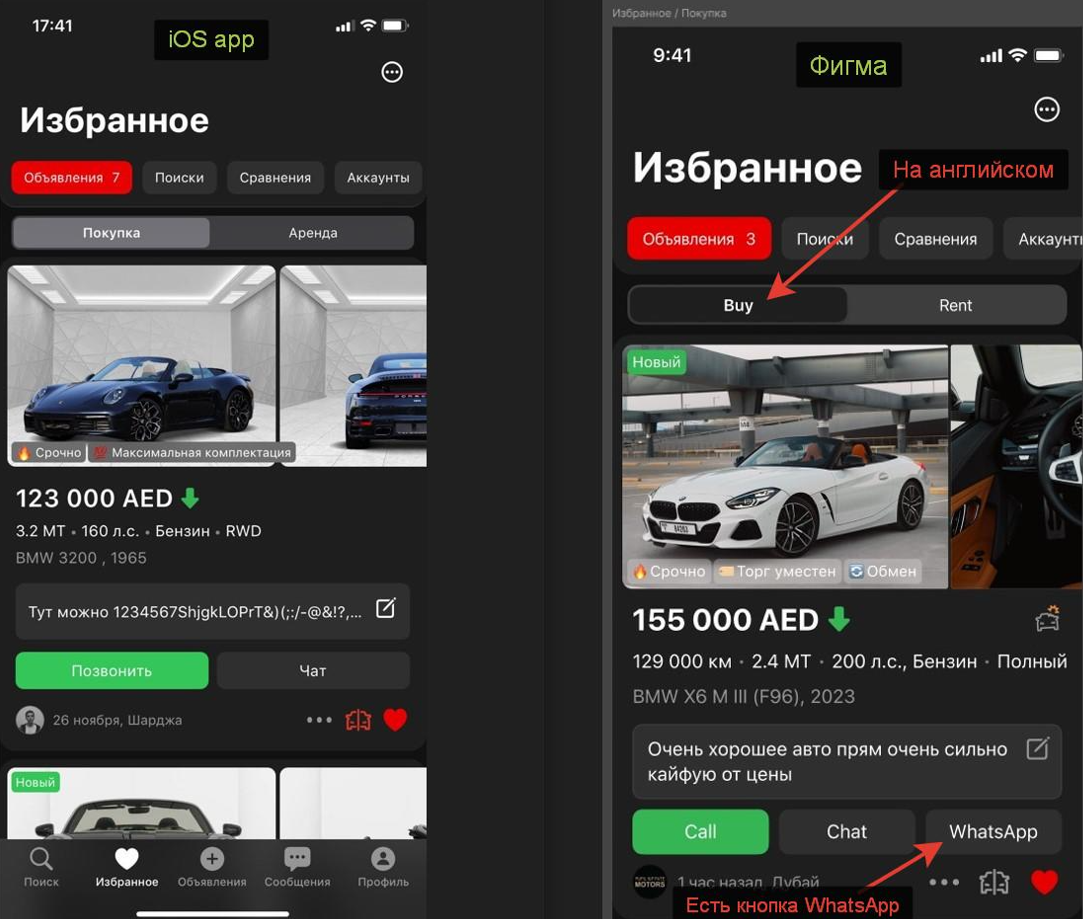 17:41
iOS app
Избранное
Объявления 7
Поиски
Сравнения
Аккаунты
Покупка
Аренда
🔥 Срочно
💯 Максимальная комплектация
123 000 AED
3.2 MT • 160 л.с. • Бензин • RWD
BMW 3200 , 1965
Тут можно 1234567ShjgkLOPrT&)(;:/-@&!?,...
Позвонить
Чат
26 ноября, Шарджа
Новый
Поиск
Избранное
Объявления
Сообщения
Профиль
Избранное / Покупка
9:41
Фигма
Избранное
На английском
Объявления 3
Поиски
Сравнения
Аккаунты
Buy
Rent
Новый
🔥 Срочно
Торг уместен
Обмен
155 000 AED
129 000 км • 2.4 MT • 200 л.с., Бензин • Полный
BMW X6 M III (F96), 2023
Очень хорошее авто прям очень сильно
кайфую от цены
Call
Chat
WhatsApp
MOTORS
1 час назад, Дубай
Есть кнопка WhatsApp